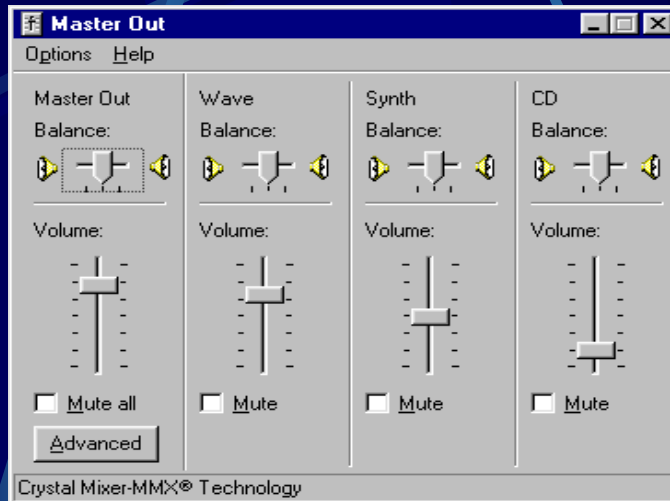 Master Out
Options Help
Master Out
Balance:
Volume:
Mute all
Advanced
Wave
Balance:
Volume:
Mute
Synth
Balance:
Volume:
Mute
CD
Balance:
Volume:
Mute
Crystal Mixer-MMX® Technology